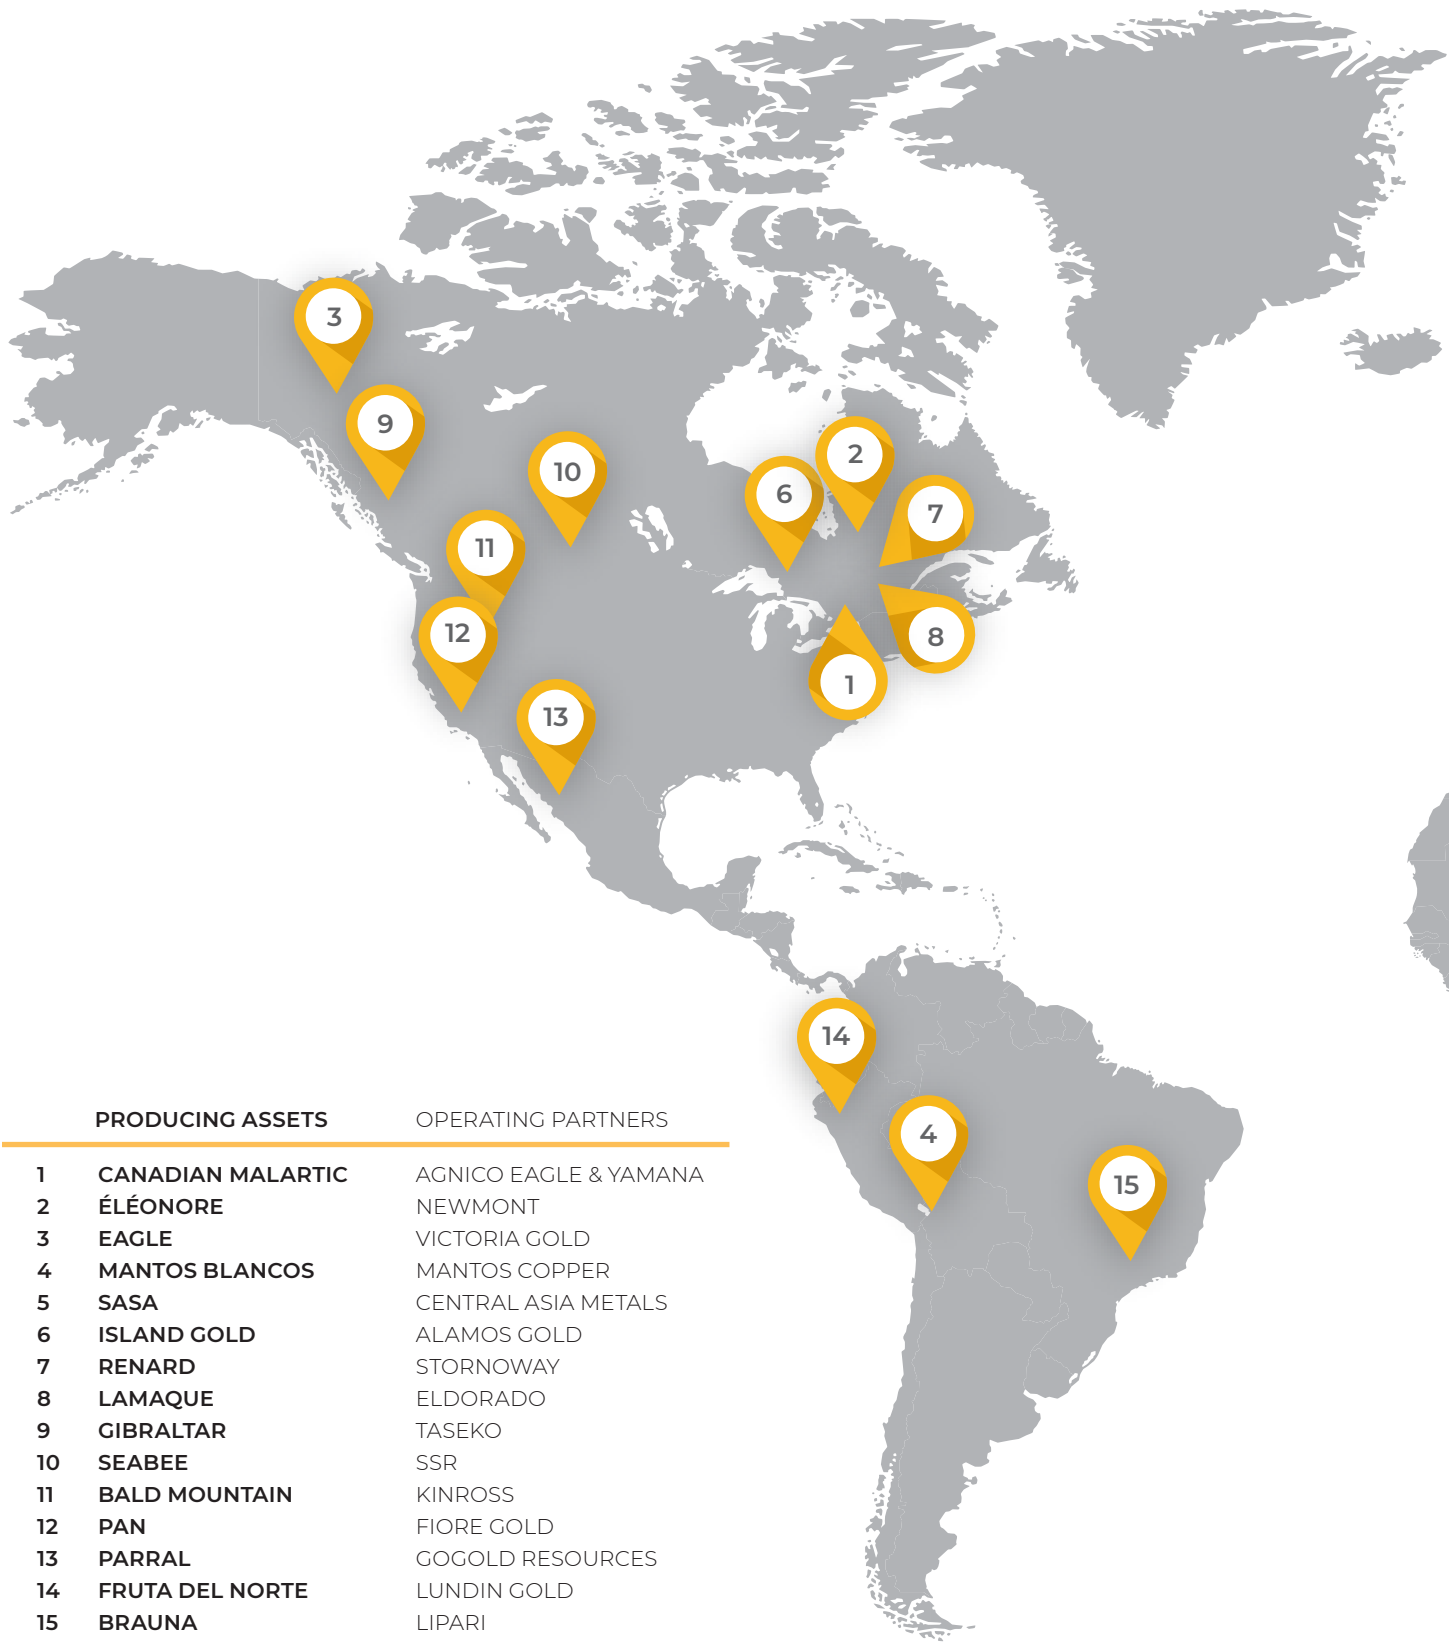 3
9
10
2
6
7
11
12
8
1
13
14
4
15
PRODUCING ASSETS OPERATING PARTNERS
1 CANADIAN MALARTIC AGNICO EAGLE & YAMANA
2 ÉLÉONORE NEWMONT
3 EAGLE VICTORIA GOLD
4 MANTOS BLANCOS MANTOS COPPER
5 SASA CENTRAL ASIA METALS
6 ISLAND GOLD ALAMOS GOLD
7 RENARD STORNOWAY
8 LAMAQUE ELDORADO
9 GIBRALTAR TASEKO
10 SEABEE SSR
11 BALD MOUNTAIN KINROSS
12 PAN FIORE GOLD
13 PARRAL GOGOLD RESOURCES
14 FRUTA DEL NORTE LUNDIN GOLD
15 BRAUNA LIPARI